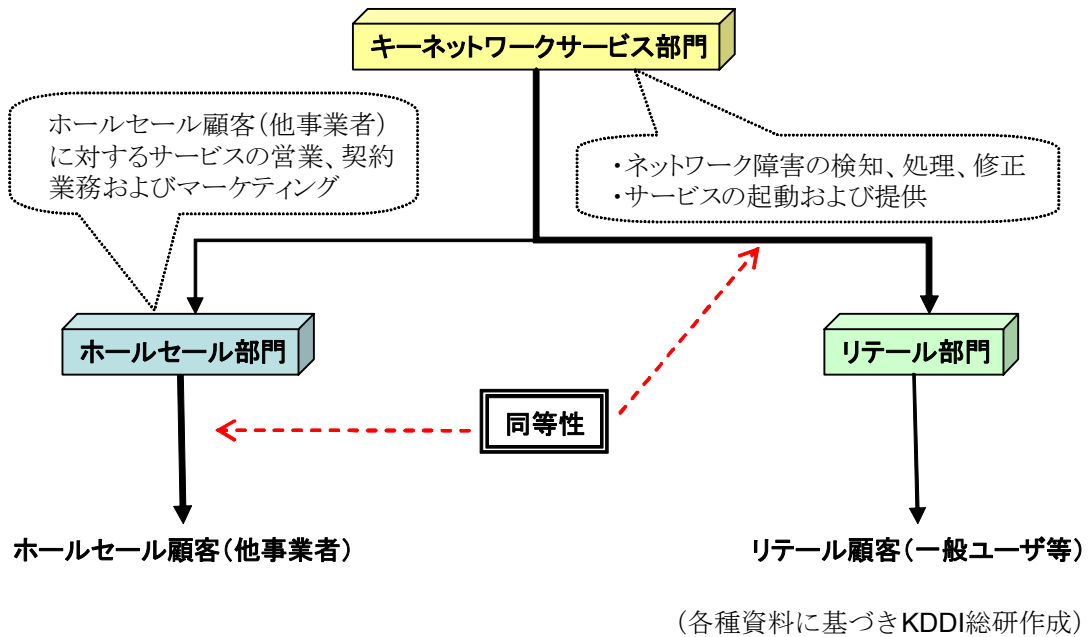 キーネットワークサービス部門
ホールセール顧客(他事業者)
に対するサービスの営業、契約
業務およびマーケティング
・ネットワーク障害の検知、処理、修正
・サービスの起動および提供
ホールセール部門
リテール部門
同等性
ホールセール顧客(他事業者)
リテール顧客(一般ユーザ等)
(各種資料に基づきKDDI総研作成)